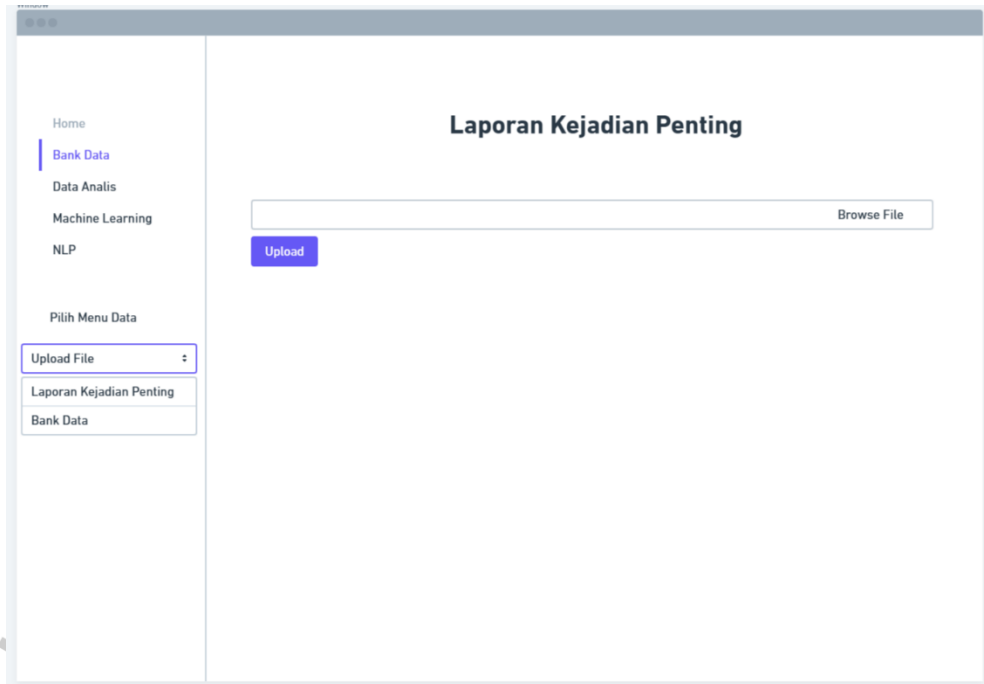 Window
Home
Bank Data
Data Analis
Machine Learning
NLP
Pilih Menu Data
Upload File
Laporan Kejadian Penting
Bank Data
Laporan Kejadian Penting
Browse File
Upload